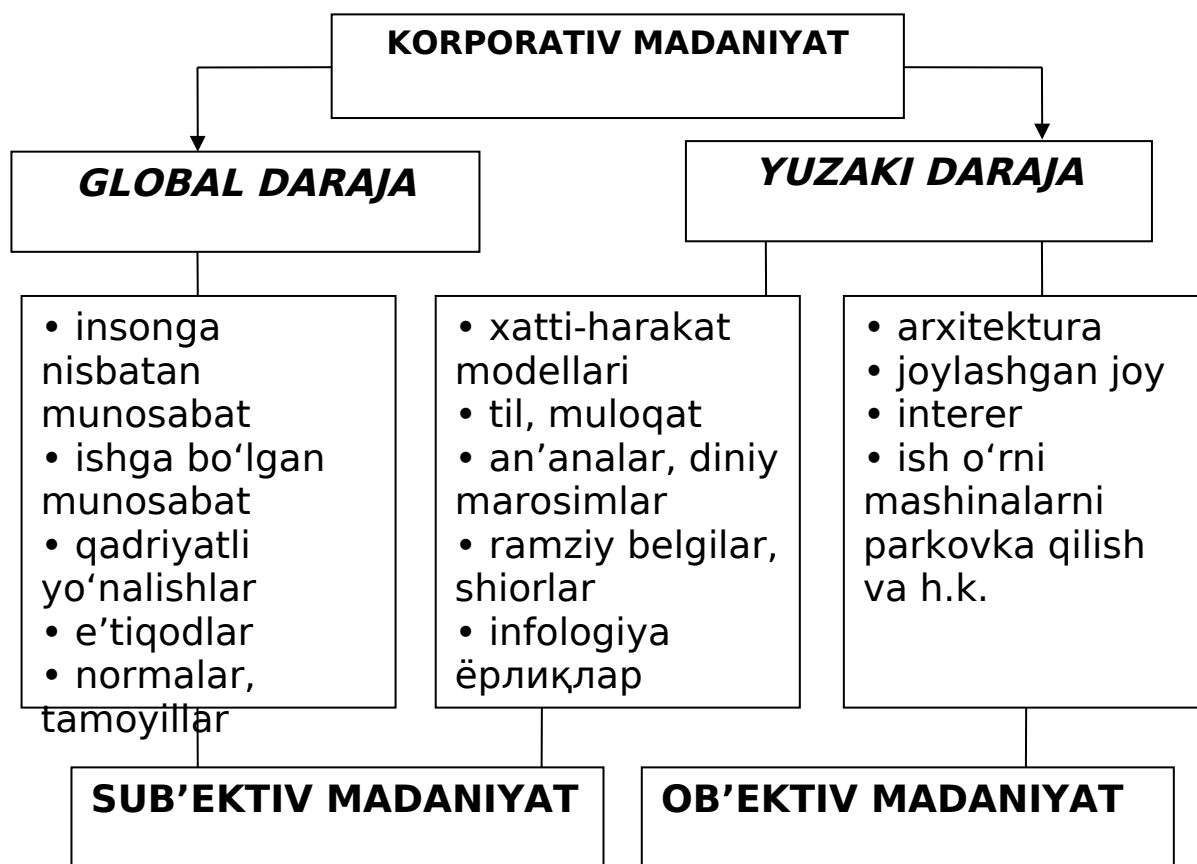 KORPORATIV MADANIYAT
GLOBAL DARAJA
YUZAKI DARAJA
• insonga
nisbatan
munosabat
• ishga bo‘lgan
munosabat
• qadriyatli
yo‘nalishlar
• e’tiqodlar
• normalar,
tamoyillar
• xatti-harakat
modellari
• til, muloqat
• an’analar, diniy
marosimlar
• ramziy belgilar,
shiorlar
• infologiya
ёрлиқлар
• arxitektura
• joylashgan joy
• interer
• ish o‘rni
mashinalarni
parkovka qilish
va h.k.
SUB’EKTIV MADANIYAT
OB’EKTIV MADANIYAT